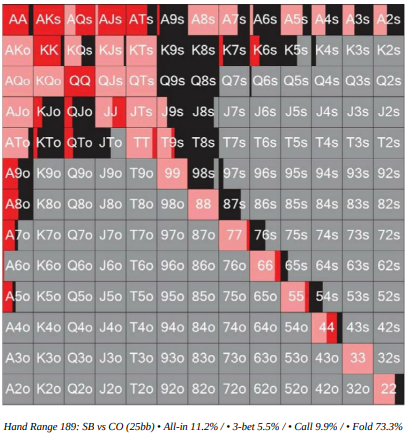 AA AKs AQs AJs ATs A9s A8s A7s A6s A5s A4s A3s A2s
AKo KK KQs KJs KTs K9s K8s K7s K6s K5s K4s K3s K2s
AQo KQo QQ QJs QTs Q9s Q8s Q7s Q6s Q5s Q4s Q3s Q2s
AJo KJo QJo JJ JTs J9s J8s J7s J6s J5s J4s J3s J2s
ATo KTo QTo JTo TT T9s T8s T7s T6s T5s T4s T3s T2s
A9o K9o Q9o J9o T9o 99 98s 97s 96s 95s 94s 93s 92s
A8o K8o Q8o J8o T8o 98o 88 87s 86s 85s 84s 83s 82s
A7o K7o Q7o J7o T7o 97o 87o 77 76s 75s 74s 73s 72s
A6o K6o Q6o J6o T6o 96o 86o 76o 66 65s 64s 63s 62s
A5o K5o Q5o J5o T5o 95o 85o 75o 65o 55 54s 53s 52s
A4o K4o Q4o J4o T4o 94o 84o 74o 64o 54o 44 43s 42s
A3o K3o Q3o J3o T3o 93o 83o 73o 63o 53o 43o 33 32s
A2o K2o Q2o J2o T2o 92o 82o 72o 62o 52o 42o 32o 22
Hand Range 189: SB vs CO (25bb) • All-in 11.2% / • 3-bet 5.5% / • Call 9.9% / • Fold 73.3%